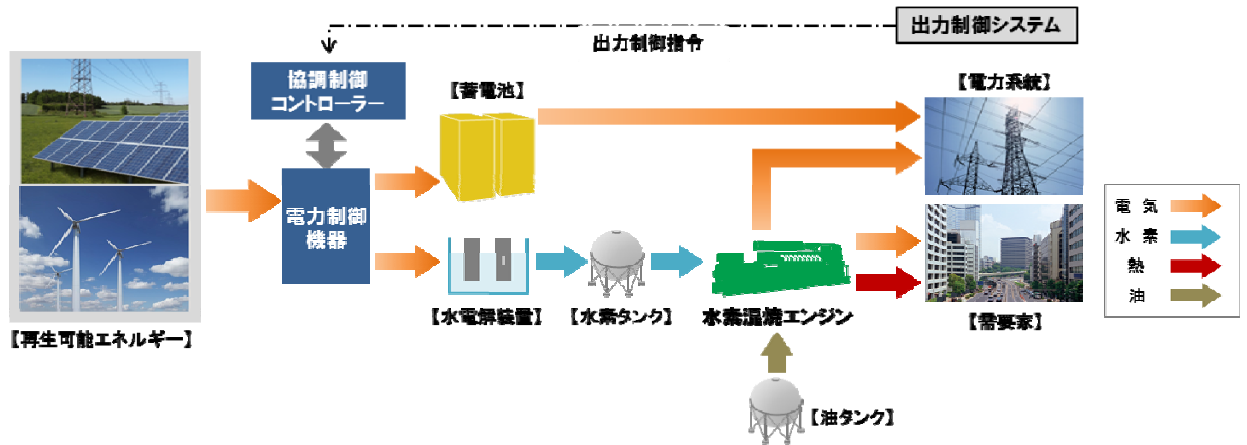 出力制御システム
出力制御指令
協調制御
コントローラー
【蓄電池】
【電力系統】
電力制御
機器
電 気
水 素
熱
油
【水電解装置】
【水素タンク】
水素混焼エンジン
【需要家】
【再生可能エネルギー】
【油タンク】